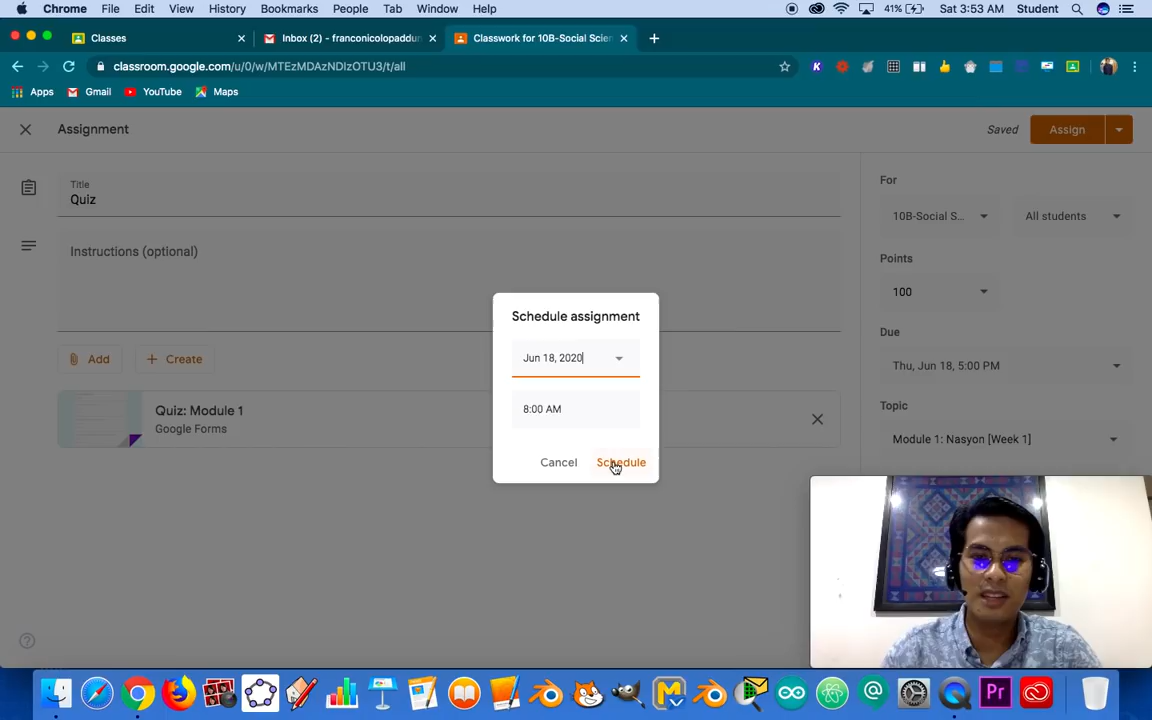 Chrome File Edit View History Bookmarks People Tab Window Help 41% Sat 3:53 AM Student
Classes Inbox (2) - franconicolopaddun Classwork for 10B-Social Scien
classroom.google.com/u/0/w/MTEzMDAzNDIzOTU3/t/all
Apps Gmail YouTube Maps
Assignment Saved Assign
For
Title
Quiz
10B-Social S... All students
Instructions (optional)
Points
100
Schedule assignment
Due
Jun 18, 2020
Thu, Jun 18, 5:00 PM
Add Create
Topic
Quiz: Module 1
Google Forms
8:00 AM
Module 1: Nasyon [Week 1]
Cancel Schedule